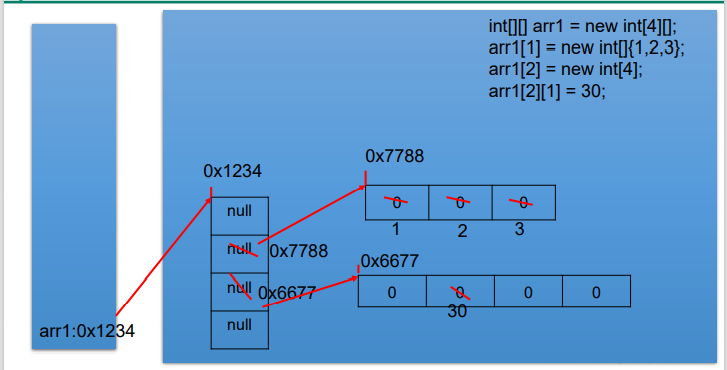 int[][] arr1 = new int[4][];
arr1[1] = new int[]{1,2,3};
arr1[2] = new int[4];
arr1[2][1] = 30;
0x7788
0x1234
0 0 0
1 2 3
null
null 0x7788
0x6677
null 0x6677
0 0 0 0
30
null
arr1:0x1234